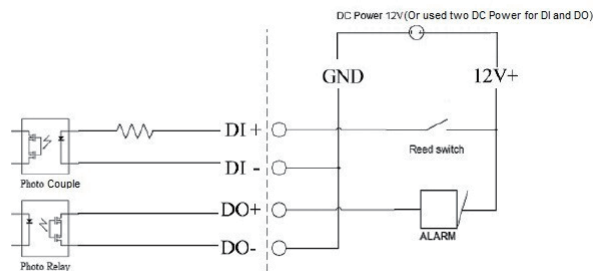 DC Power 12V(Or used two DC Power for DI and DO)
GND
12V+
DI +
Reed switch
DI -
Photo Couple
DO+
ALARM
DO-
Photo Relay